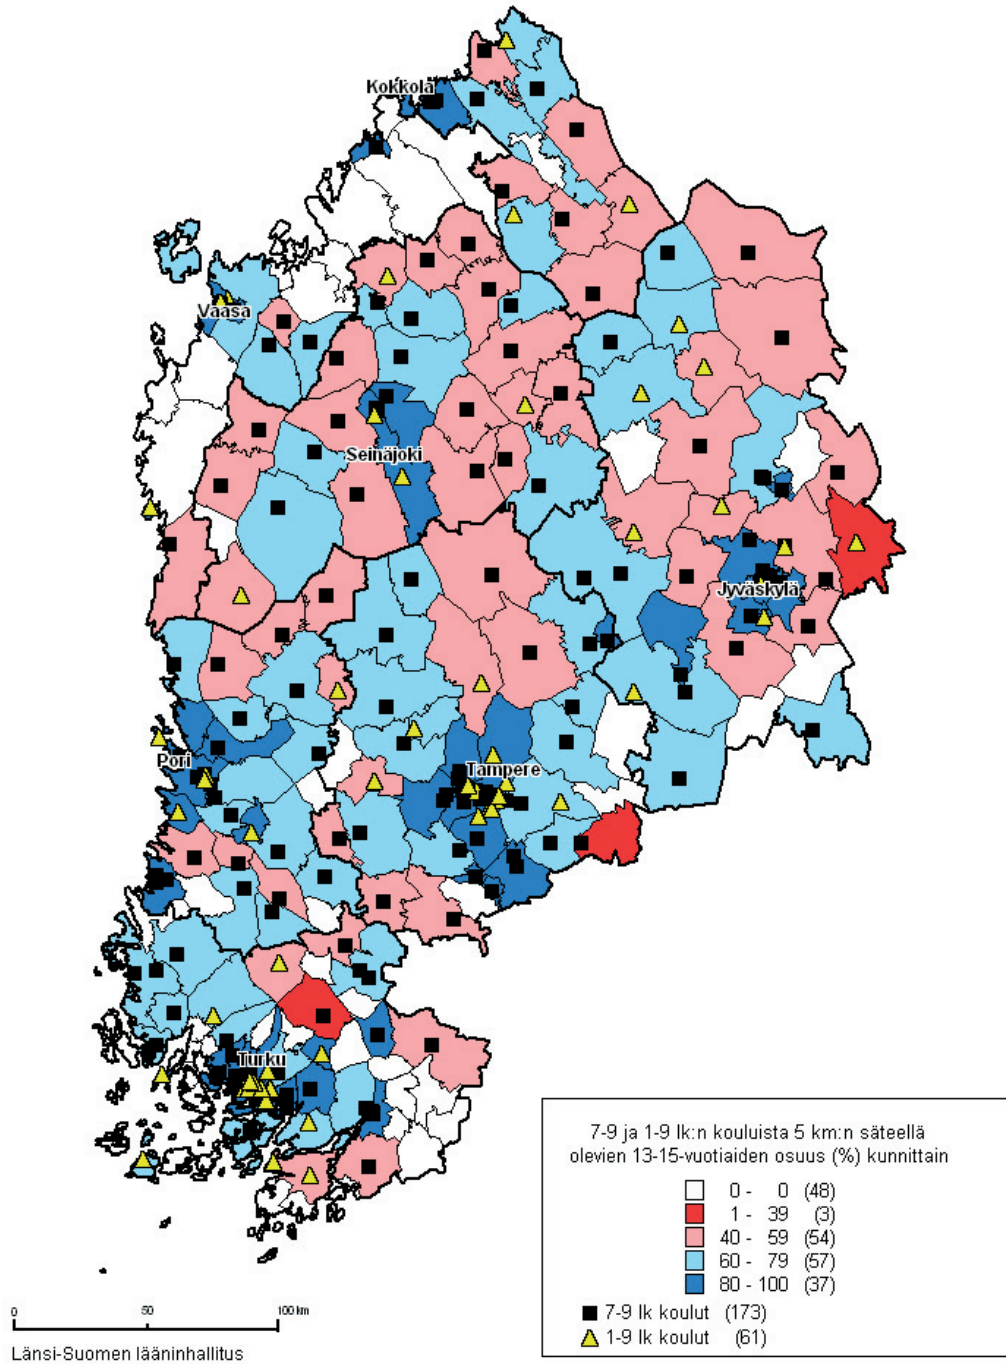 Kokkola
Vaasa
Seinäjoki
Jyväskylä
Pori
Tampere
Turku
7-9 ja 1-9 lk:n kouluista 5 km:n säteellä
olevien 13-15-vuotiaiden osuus (%) kunnittain
0 - 0 (48)
1 - 39 (3)
40 - 59 (54)
60 - 79 (57)
80 - 100 (37)
7-9 lk koulut (173)
1-9 lk koulut (61)
0 50 100 km
Länsi-Suomen lääninhallitus